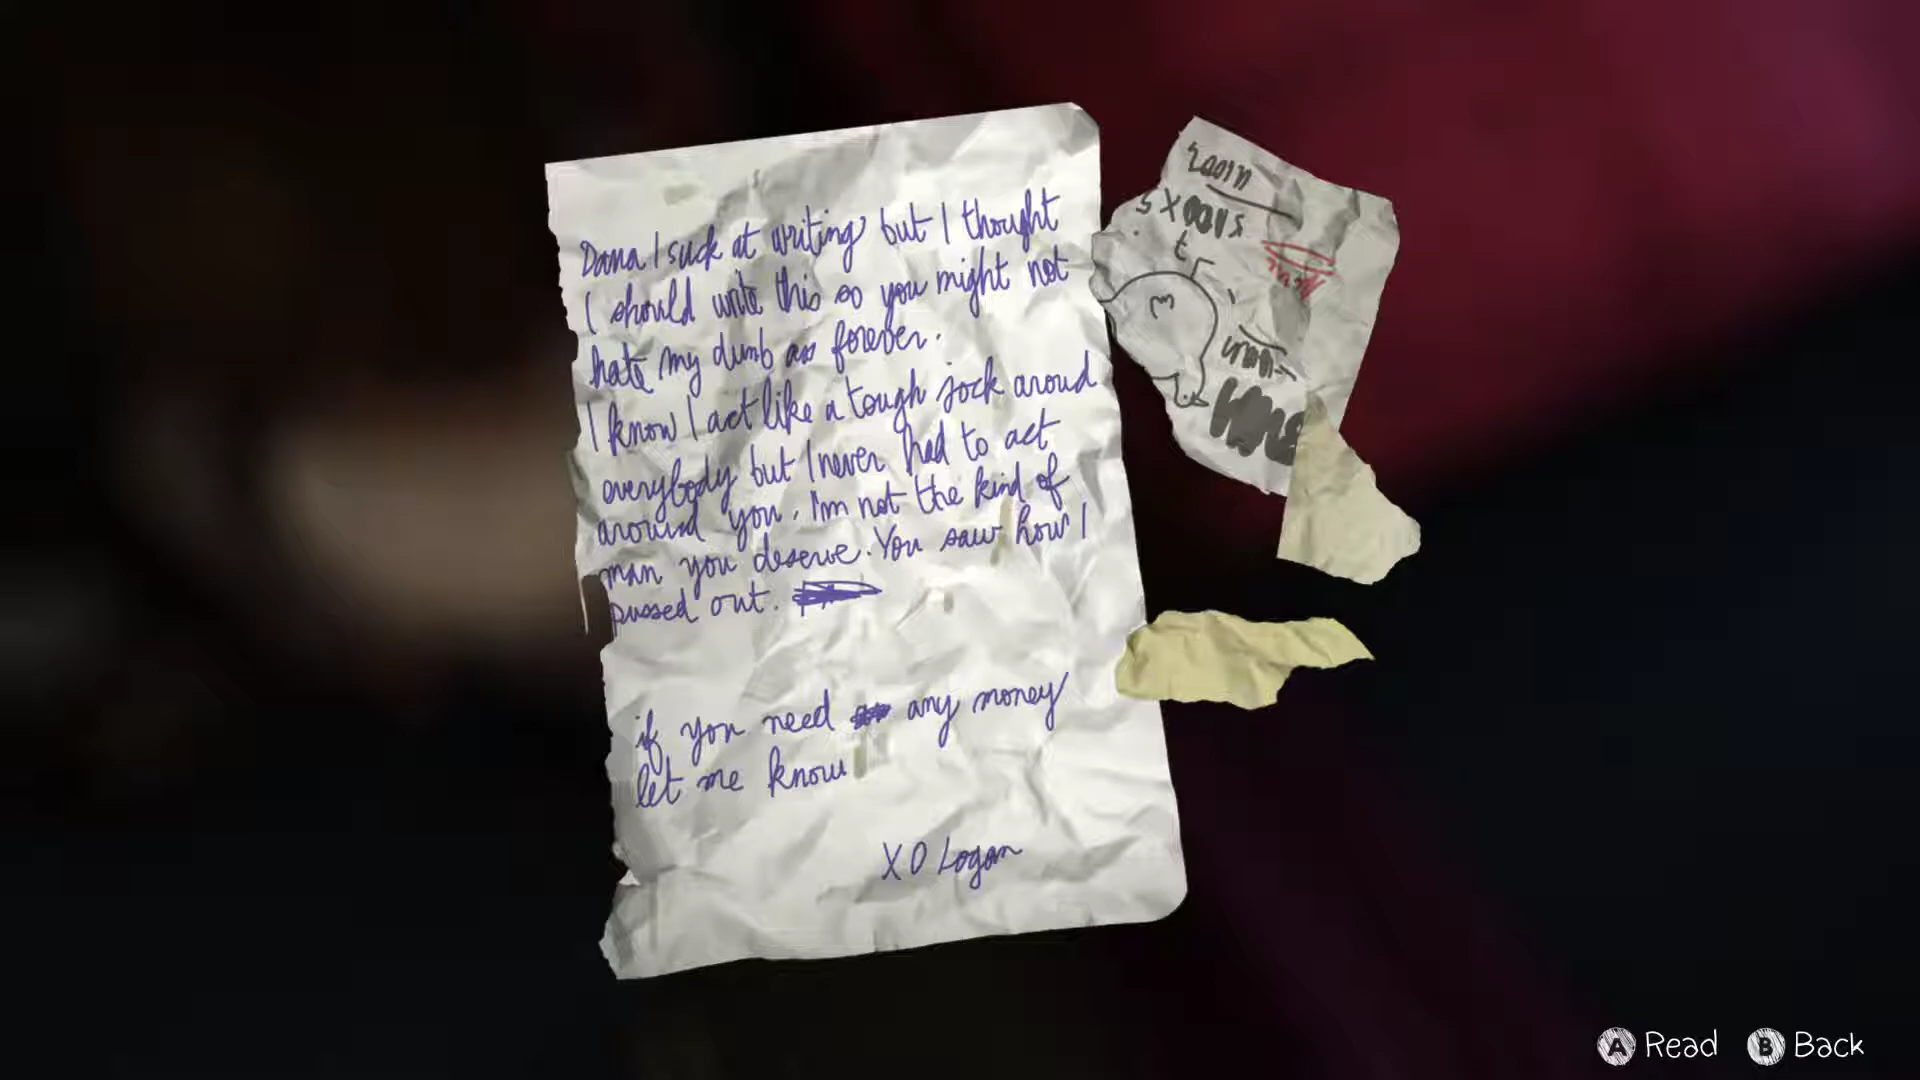 Dana I suck at writing but I thought
I should write this so you might not
hate my dumb ass forever.
I know I act like a tough jock aroud
everybody but I never had to act
around you. I'm not the kind of
man you deserve. You saw how I
pussed out.
if you need any money
let me know
XO Logan
Read
Back